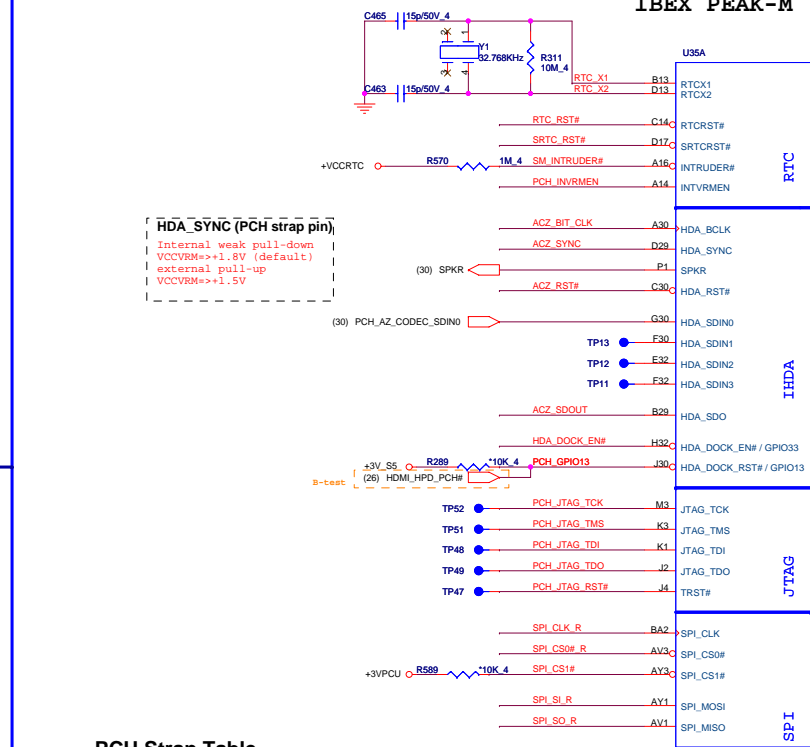 IBEX PEAK-M
C465 15p/50V_4
U35A
2 1
Y1
32.768KHz
R311
10M_4
3 4
C463 15p/50V_4
RTC_X1 B13 RTCX1
RTC_X2 D13 RTCX2
RTC_RST# C14 RTCRST#
SRTC_RST# D17 SRTCRST#
+VCCRTC R570 1M_4 SM_INTRUDER# A16 INTRUDER#
PCH_INVRMEN A14 INTVRMEN
RTC
HDA_SYNC (PCH strap pin)
Internal weak pull-down
VCCVRM=>+1.8V (default)
external pull-up
VCCVRM=>+1.5V
ACZ_BIT_CLK A30 HDA_BCLK
ACZ_SYNC D29 HDA_SYNC
(30) SPKR P1 SPKR
ACZ_RST# C30 HDA_RST#
(30) PCH_AZ_CODEC_SDIN0 G30 HDA_SDIN0
TP13 F30 HDA_SDIN1
TP12 E32 HDA_SDIN2
TP11 F32 HDA_SDIN3
IHDA
ACZ_SDOUT B29 HDA_SDO
HDA_DOCK_EN# H32 HDA_DOCK_EN# / GPIO33
+3V_S5 R289 *10K_4 PCH_GPIO13 J30 HDA_DOCK_RST# / GPIO13
B-test (26) HDMI_HPD_PCH#
TP52 PCH_JTAG_TCK M3 JTAG_TCK
TP51 PCH_JTAG_TMS K3 JTAG_TMS
TP48 PCH_JTAG_TDI K1 JTAG_TDI
TP49 PCH_JTAG_TDO J2 JTAG_TDO
TP47 PCH_JTAG_RST# J4 TRST#
JTAG
SPI_CLK_R BA2 SPI_CLK
SPI_CS0#_R AV3 SPI_CS0#
+3VPCU R589 *10K_4 SPI_CS1# AY3 SPI_CS1#
SPI_SI_R AY1 SPI_MOSI
SPI_SO_R AV1 SPI_MISO
SPI
PCH Strap Table